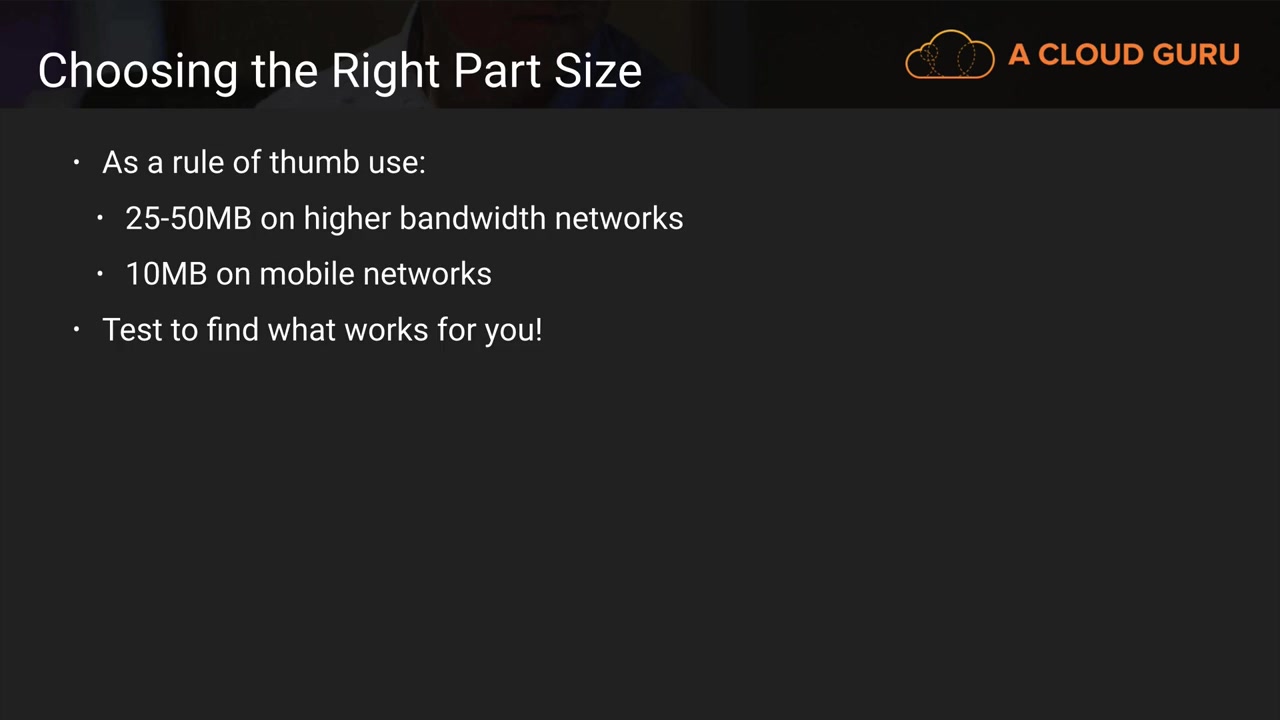 Choosing the Right Part Size
A CLOUD GURU
• As a rule of thumb use:
• 25-50MB on higher bandwidth networks
• 10MB on mobile networks
• Test to find what works for you!